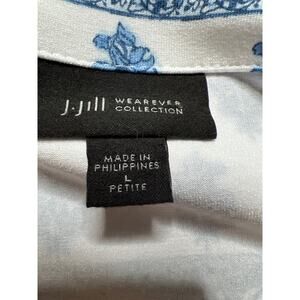 J.Jill WEAREVER
COLLECTION
MADE IN
PHILIPPINES
L
PETITE